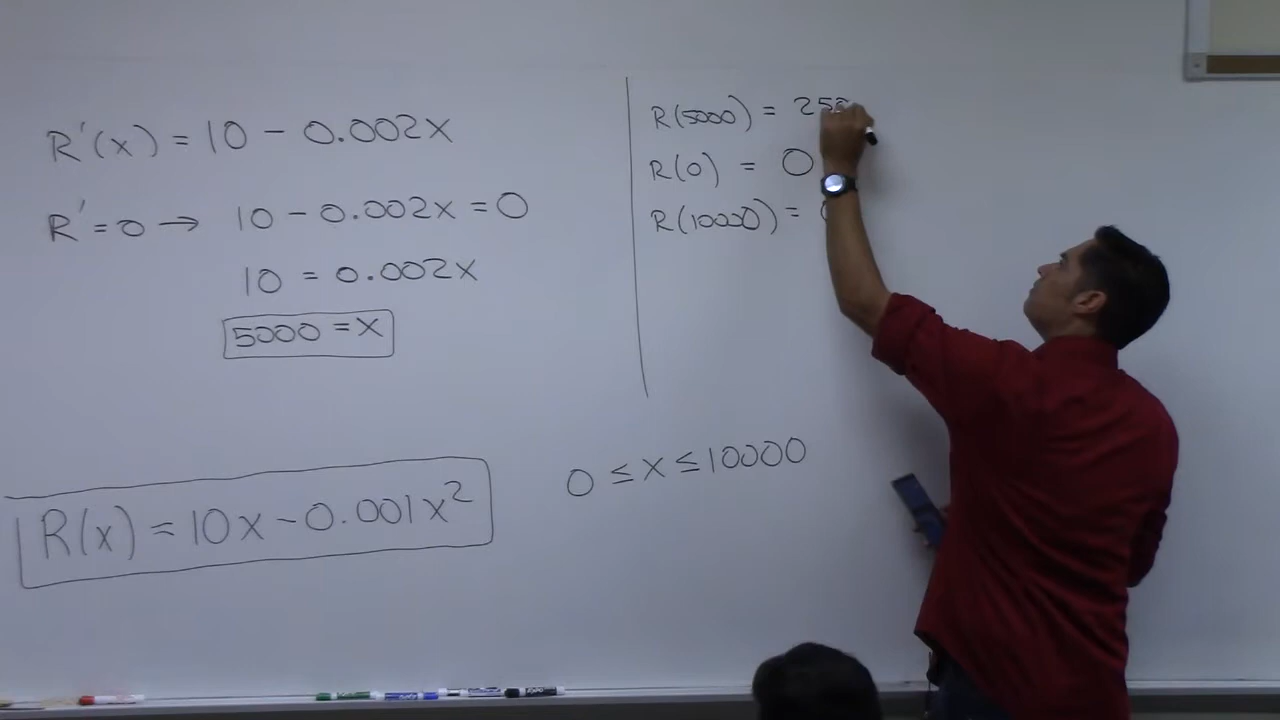 R'(x) = 10 - 0.002x
R' = 0 → 10 - 0.002x = 0
10 = 0.002x
5000 = x
R(x) = 10x - 0.001x²
R(5000) = 25
R(0) = 0
R(10000) =
0 ≤ x ≤ 10000